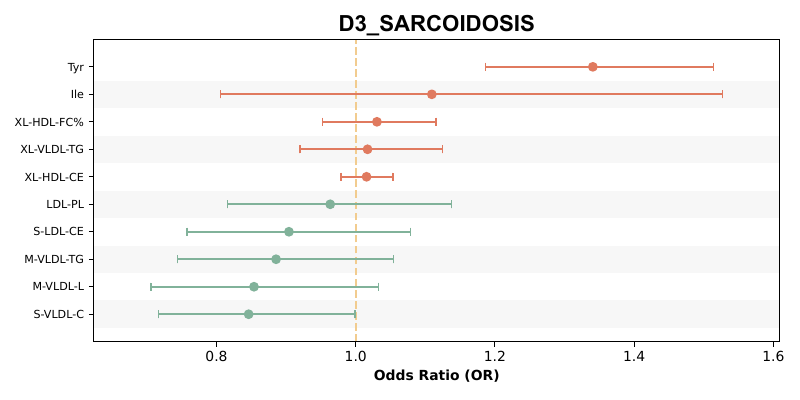 D3_SARCOIDOSIS
Tyr
Ile
XL-HDL-FC%
XL-VLDL-TG
XL-HDL-CE
LDL-PL
S-LDL-CE
M-VLDL-TG
M-VLDL-L
S-VLDL-C
0.8 1.0 1.2 1.4 1.6
Odds Ratio (OR)